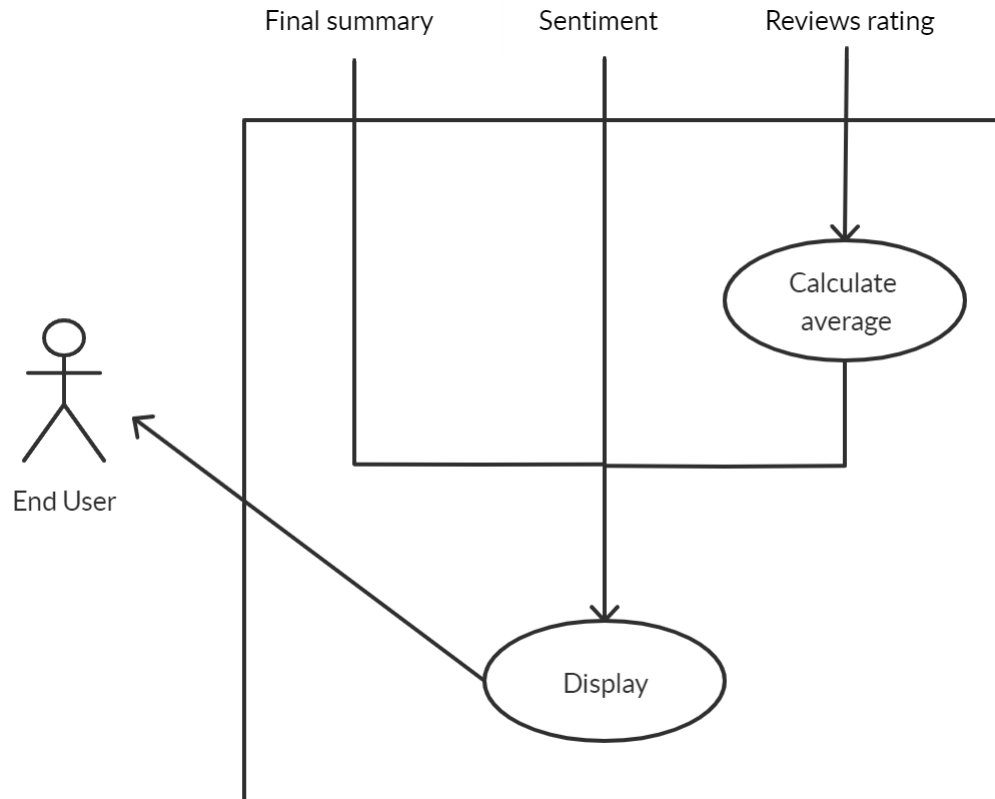 Final summary
Sentiment
Reviews rating
Calculate
average
End User
Display